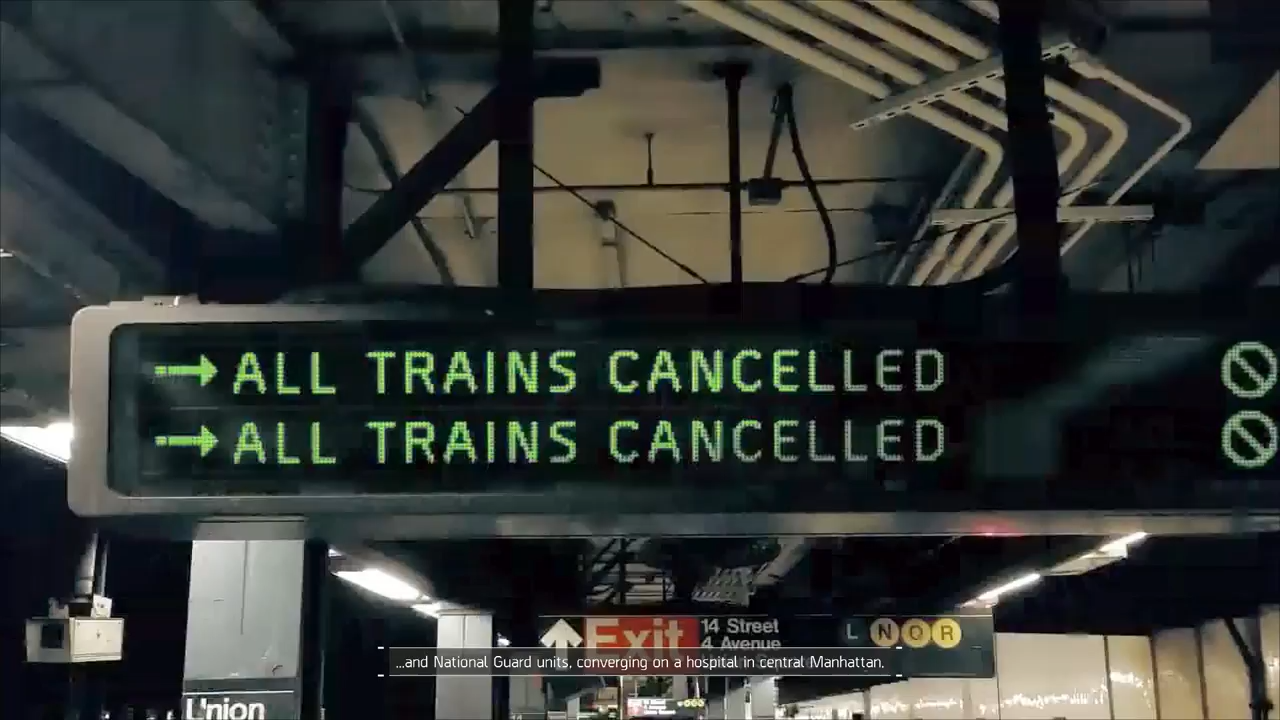 ALL TRAINS CANCELLED
ALL TRAINS CANCELLED
Exit
14 Street
4 Avenue
L N Q R
...and National Guard units, converging on a hospital in central Manhattan.
Union